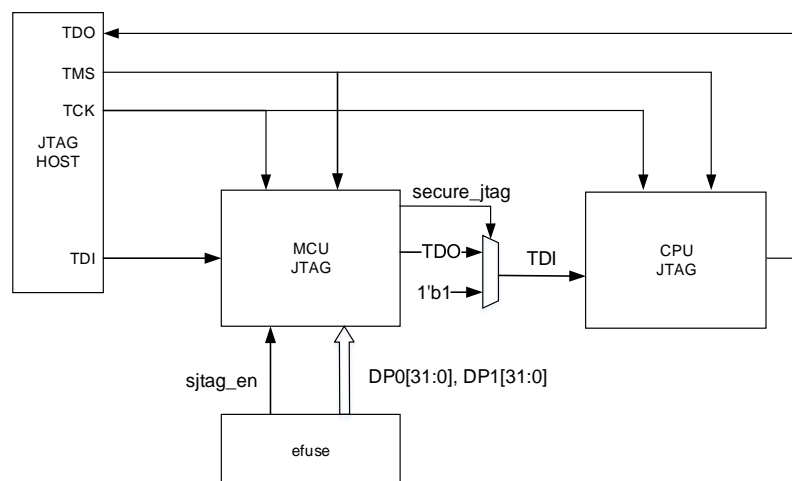 TDO
TMS
TCK
JTAG
HOST
TDI
secure_jtag
MCU
JTAG
TDO
1'b1
TDI
CPU
JTAG
sjtag_en
DP0[31:0], DP1[31:0]
efuse